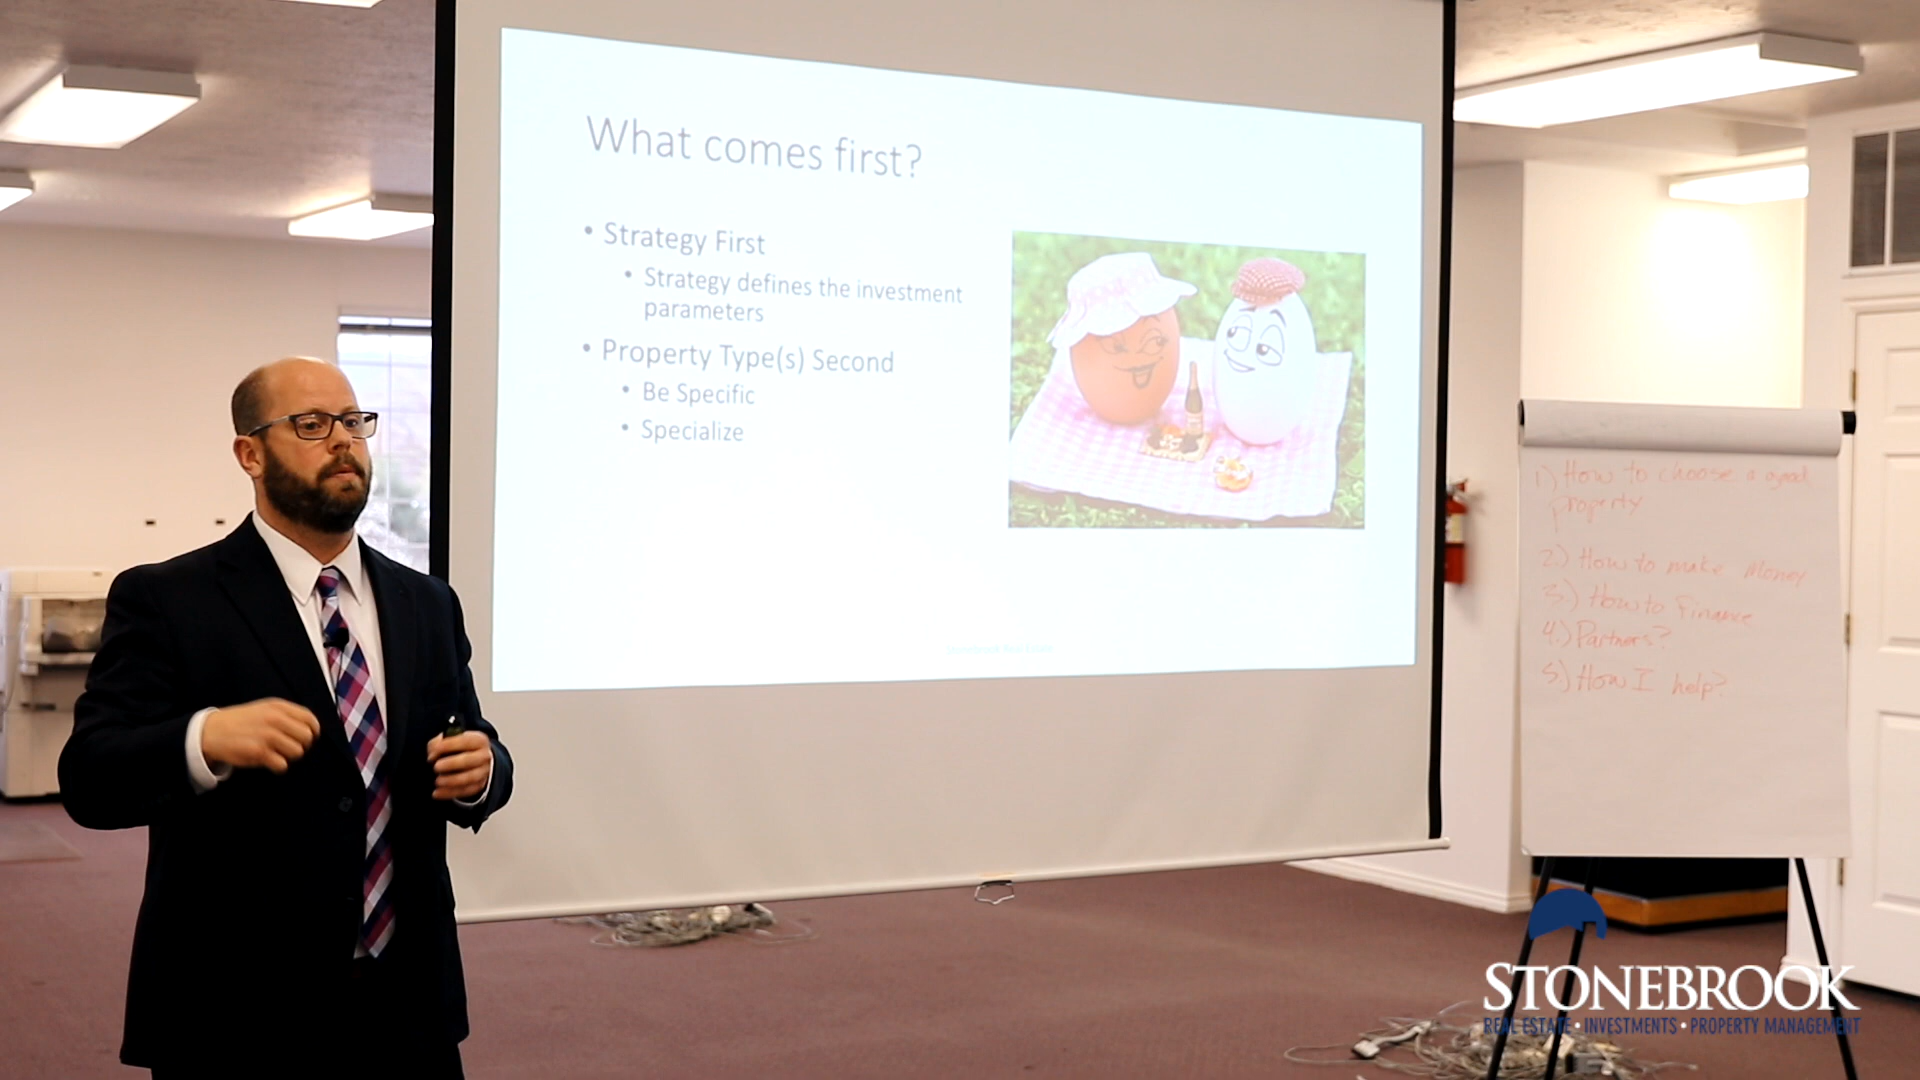 What comes first?
• Strategy First
• Strategy defines the investment
parameters
• Property Type(s) Second
• Be Specific
• Specialize
1) How to choose a good
property
2.) How to make Money
3.) How to Finance
4.) Partners?
5.) How I help?
STONEBROOK
REAL ESTATE • INVESTMENTS • PROPERTY MANAGEMENT